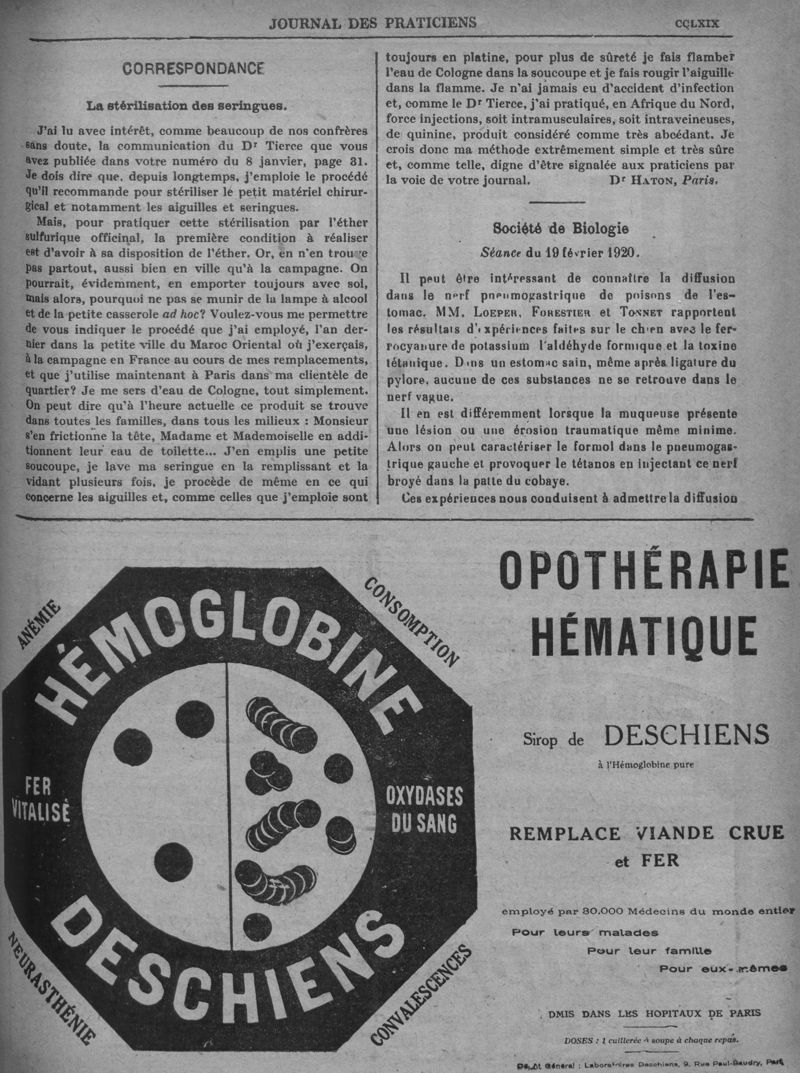 JOURNAL DES PRATICIENS
CQLXIX
CORRESPONDANCE
La stérilisation des seringues.
J'ai lu avec intérêt, comme beaucoup de nos confrères
sans doute, la communication du Dr Tierce que vous
avez publiée dans votre numéro du 8 janvier, page 31.
Je dois dire que, depuis longtemps, j'emploie le procédé
qu'il recommande pour stériliser le petit matériel chirur-
gical et notamment les aiguilles et seringues.
Mais, pour pratiquer cette stérilisation par l'éther
sulfurique officinal, la première condition à réaliser
est d'avoir à sa disposition de l'éther. Or, on n'en trouve
pas partout, aussi bien en ville qu'à la campagne. On
pourrait, évidemment, en emporter toujours avec soi,
mais alors, pourquoi ne pas se munir de la lampe à alcool
et de la petite casserole ad hoc? Voulez-vous me permettre
de vous indiquer le procédé que j'ai employé, l'an der-
nier dans la petite ville du Maroc Oriental où j'exerçais,
à la campagne en France au cours de mes remplacements,
et que j'utilise maintenant à Paris dans ma clientèle de
quartier? Je me sers d'eau de Cologne, tout simplement.
On peut dire qu'à l'heure actuelle ce produit se trouve
dans toutes les familles, dans tous les milieux : Monsieur
s'en frictionne la tête, Madame et Mademoiselle en addi-
tionnent leur eau de toilette... J'en emplis une petite
soucoupe, je lave ma seringue en la remplissant et la
vidant plusieurs fois, je procède de même en ce qui
concerne les aiguilles et, comme celles que j'emploie sont
toujours en platine, pour plus de sûreté je fais flamber
l'eau de Cologne dans la soucoupe et je fais rougir l'aiguille
dans la flamme. Je n'ai jamais eu d'accident d'infection
et, comme le Dr Tierce, j'ai pratiqué, en Afrique du Nord,
force injections, soit intramusculaires, soit intraveineuses,
de quinine, produit considéré comme très abcédant. Je
crois donc ma méthode extrêmement simple et très sûre
et, comme telle, digne d'être signalée aux praticiens par
la voie de votre journal. Dr HATON, Paris.
Société de Biologie
Séance du 19 février 1920.
Il peut être intéressant de connaître la diffusion
dans le nerf pneumogastrique de poisons de l'es-
tomac. MM. LOEPER, FORESTIER et TONNET rapportent
les résultats d'expériences faites sur le chien avec le fer-
rocyanure de potassium l'aldéhyde formique et la toxine
tétanique. Dans un estomac sain, même après ligature du
pylore, aucune de ces substances ne se retrouve dans le
nerf vague.
Il en est différemment lorsque la muqueuse présente
une lésion ou une érosion traumatique même minime.
Alors on peut caractériser le formol dans le pneumogas-
trique gauche et provoquer le tétanos en injectant ce nerf
broyé dans la patte du cobaye.
Ces expériences nous conduisent à admettre la diffusion
ANÉMIE
CONSOMPTION
HÉMOGLOBINE
FER
VITALISÉ
OXYDASES
DU SANG
DESCHIENS
NEURASTHÉNIE
CONVALESCENCES
OPOTHÉRAPIE
HÉMATIQUE
Sirop de DESCHIENS
à l'Hémoglobine pure
REMPLACE VIANDE CRUE
et FER
employé par 80.000 Médecins du monde entier
Pour leurs malades
Pour leur famille
Pour eux-mêmes
DMIS DANS LES HOPITAUX DE PARIS
DOSES : 1 cuillerée à soupe à chaque repas.
Dépôt Général : Laboratoires Deschiens, 9, Rue Paul-Baudry, Paris